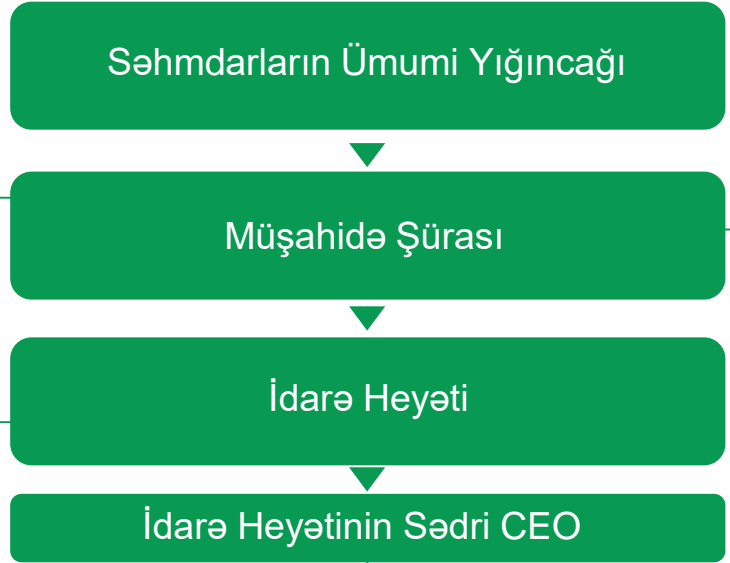 Səhmdarların Ümumi Yığıncağı
Müşahidə Şürası
İdarə Heyəti
İdarə Heyətinin Sədri CEO